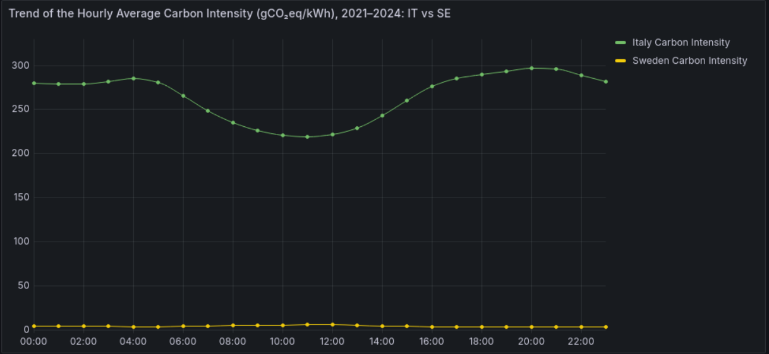 Trend of the Hourly Average Carbon Intensity (gCO₂eq/kWh), 2021–2024: IT vs SE
Italy Carbon Intensity
Sweden Carbon Intensity
300
250
200
150
100
50
0
00:00 02:00 04:00 06:00 08:00 10:00 12:00 14:00 16:00 18:00 20:00 22:00